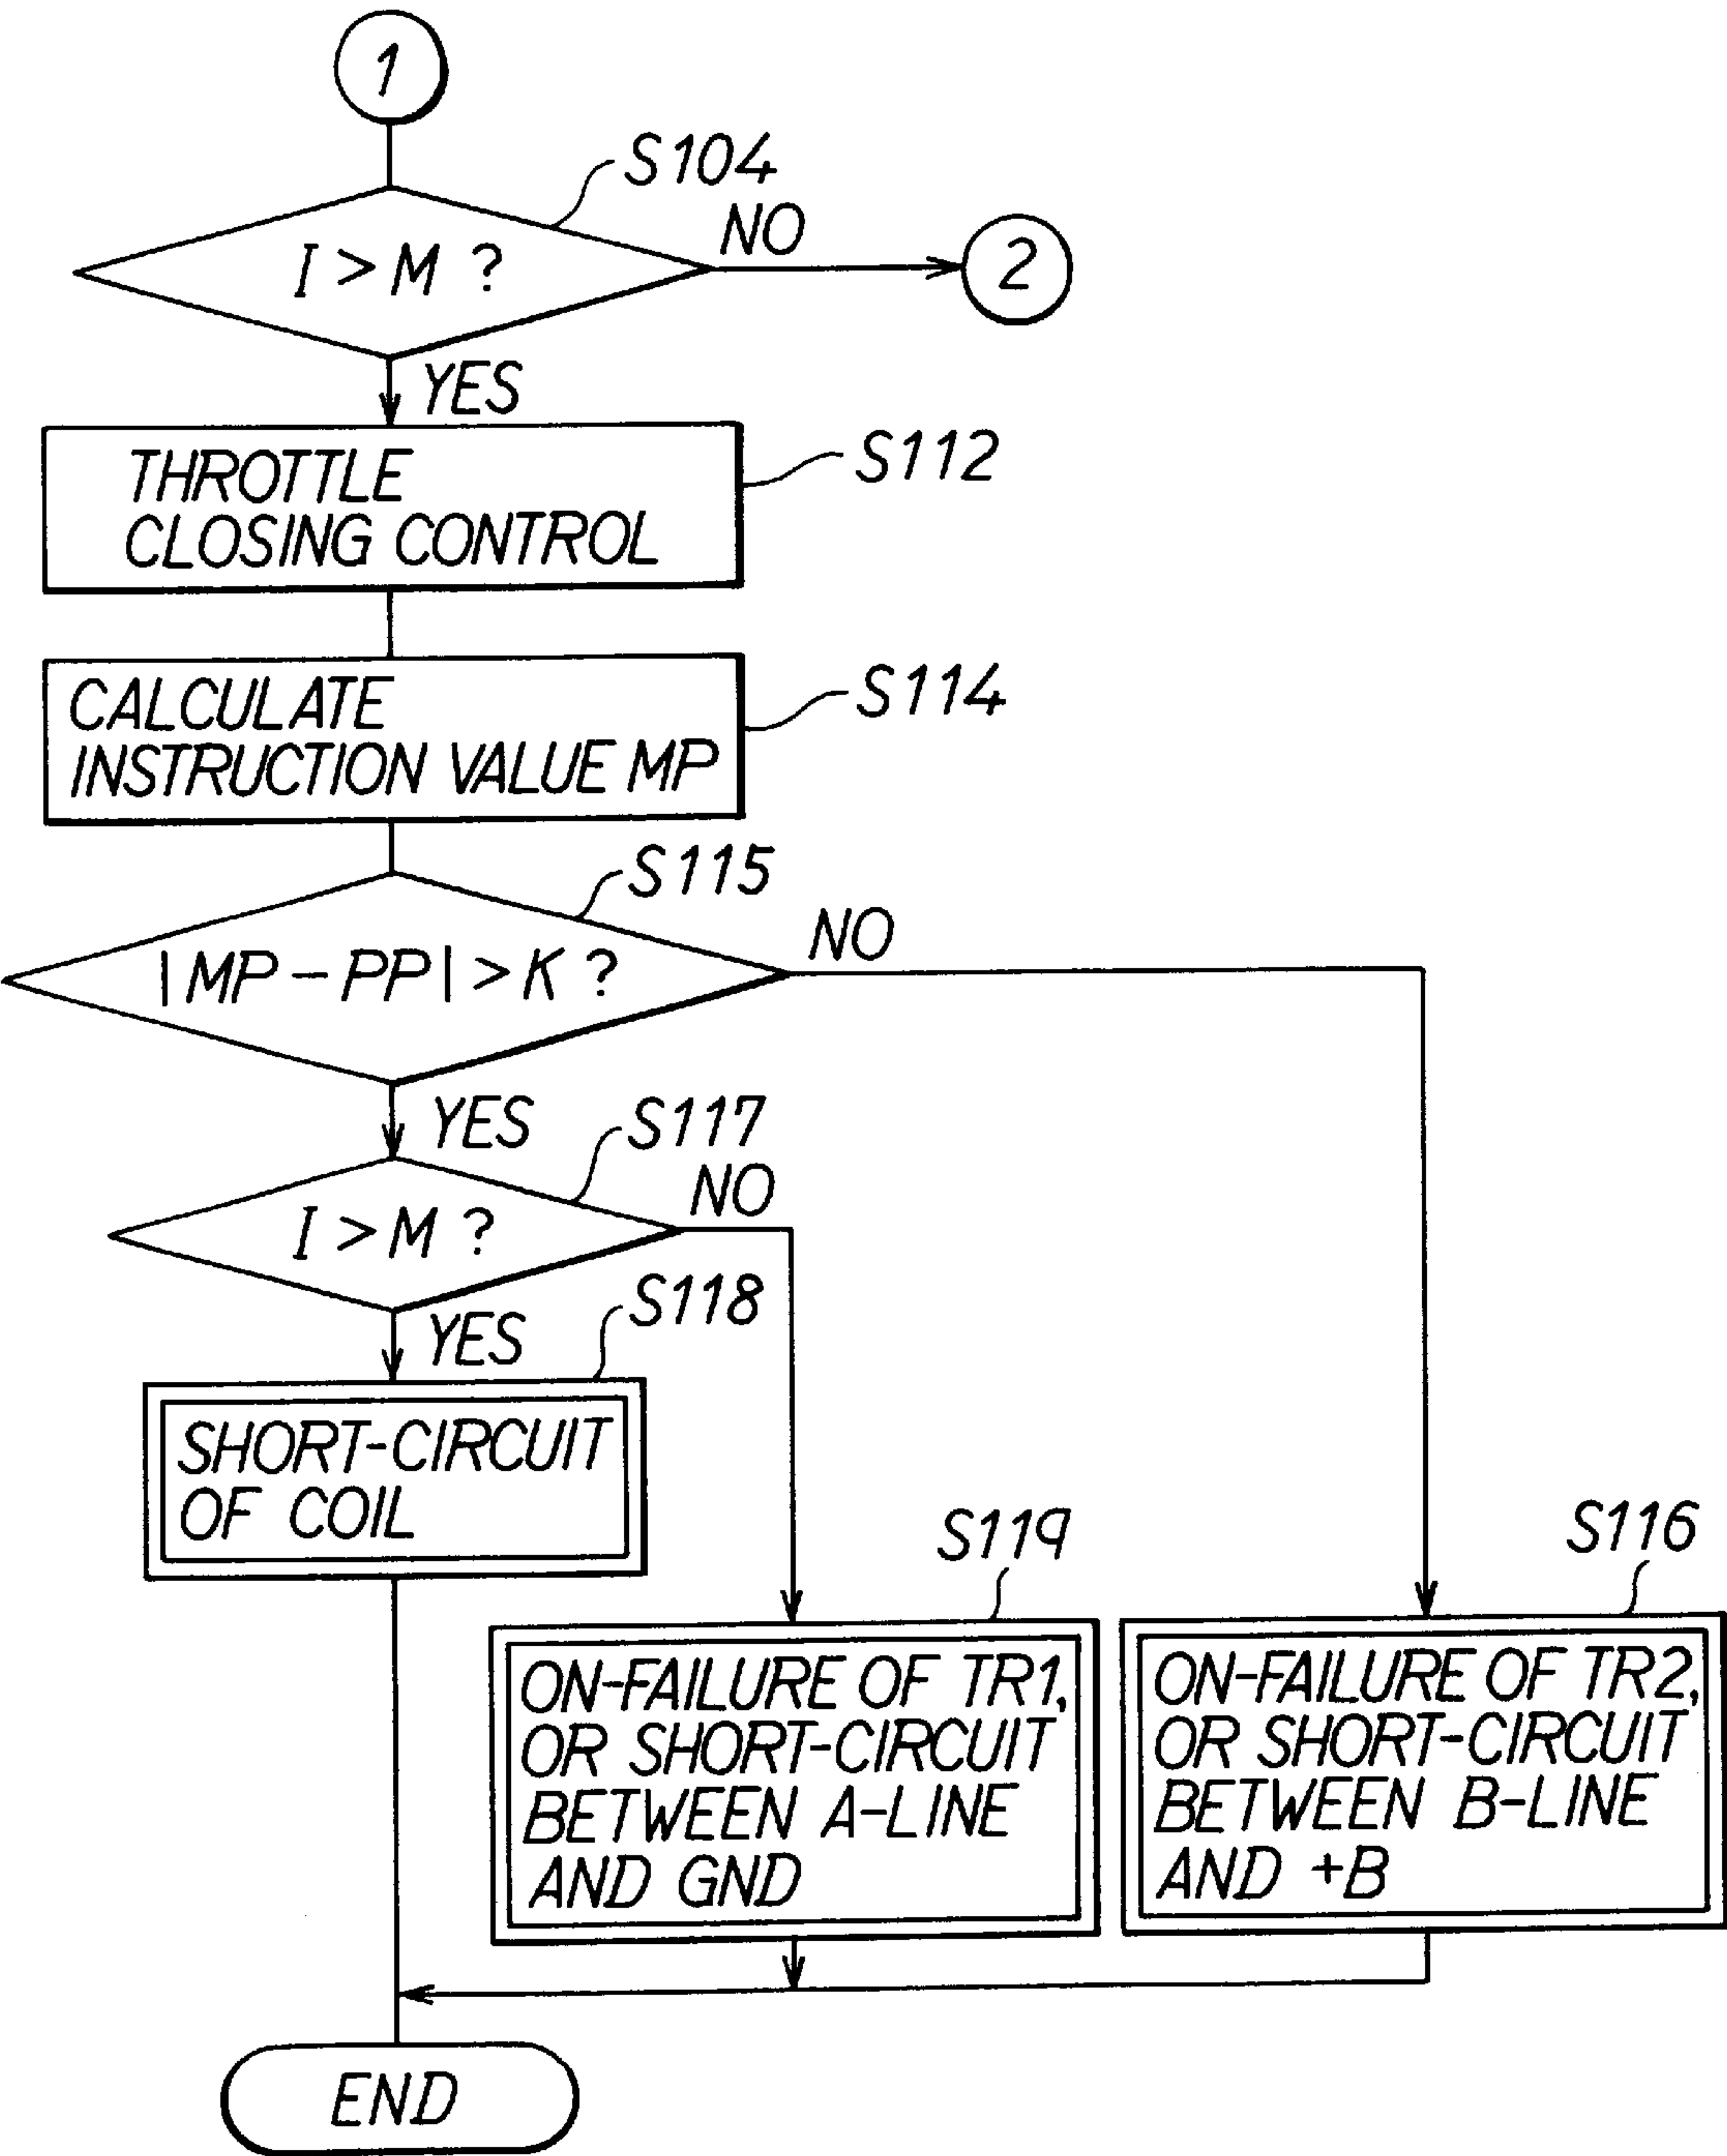 1
S104
I > M ?
NO
2
YES
THROTTLE
CLOSING CONTROL
S112
CALCULATE
INSTRUCTION VALUE MP
S114
S115
| MP - PP | > K ?
NO
YES
S117
I > M ?
NO
YES
S118
SHORT-CIRCUIT
OF COIL
S119
ON-FAILURE OF TR1,
OR SHORT-CIRCUIT
BETWEEN A-LINE
AND GND
S116
ON-FAILURE OF TR2,
OR SHORT-CIRCUIT
BETWEEN B-LINE
AND +B
END